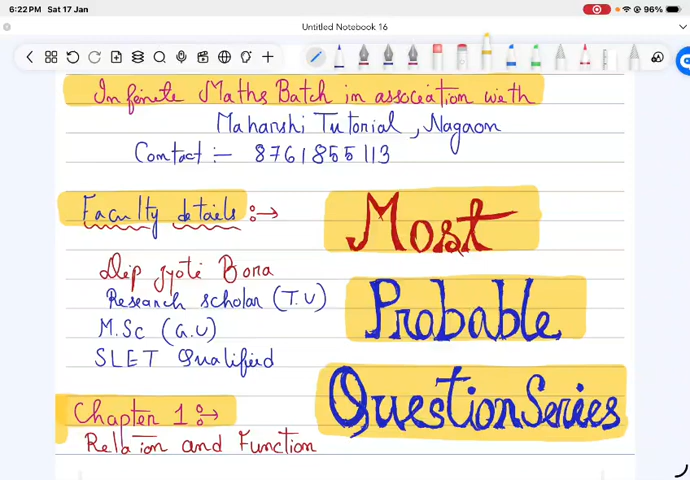 6:22 PM Sat 17 Jan
96%
Untitled Notebook 16
Infinite Maths Batch in association with
Maharshi Tutorial, Nagaon
Contact :- 8761855113
Faculty details :→
Dip Jyoti Bora
Research scholar (T.U)
M.Sc (G.U)
SLET Qualified
Chapter 1 :→
Relation and Function
Most
Probable
Question Series